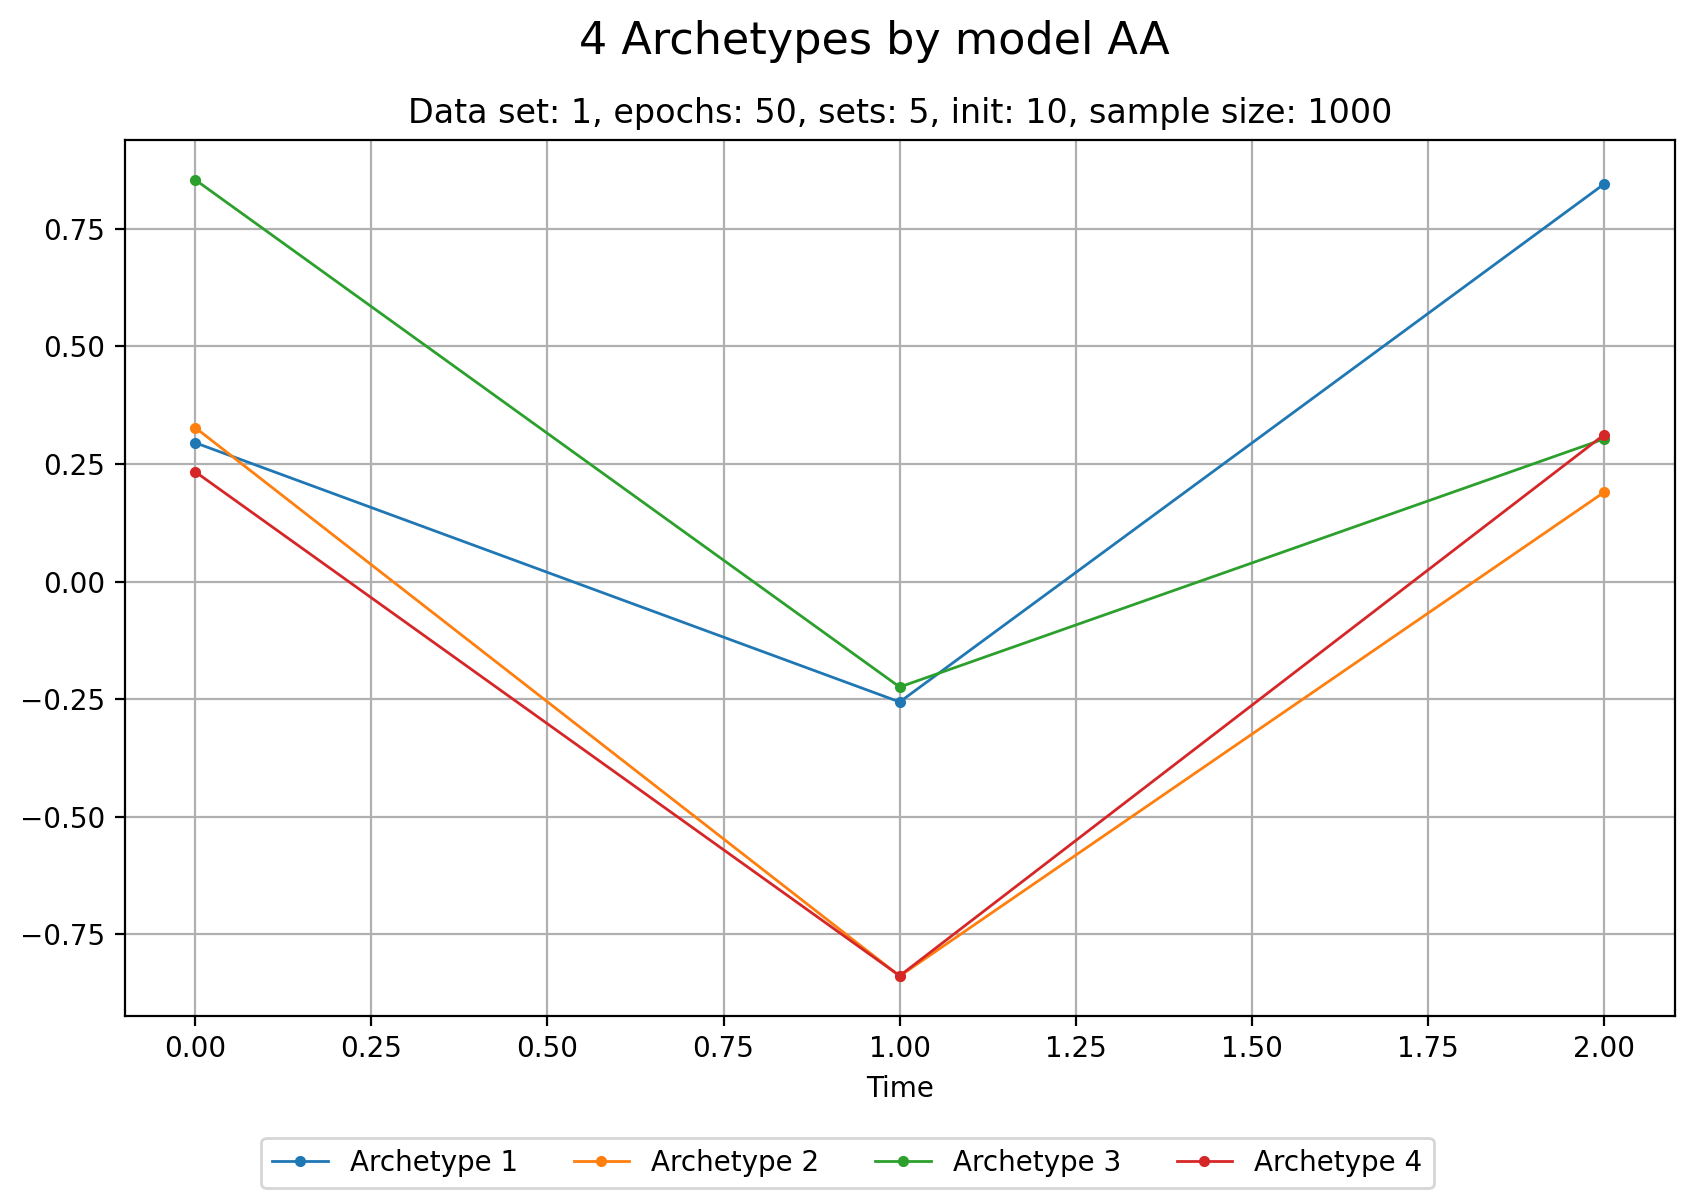 4 Archetypes by model AA
Data set: 1, epochs: 50, sets: 5, init: 10, sample size: 1000
0.75
0.50
0.25
0.00
−0.25
−0.50
−0.75
0.00 0.25 0.50 0.75 1.00 1.25 1.50 1.75 2.00
Time
Archetype 1 Archetype 2 Archetype 3 Archetype 4